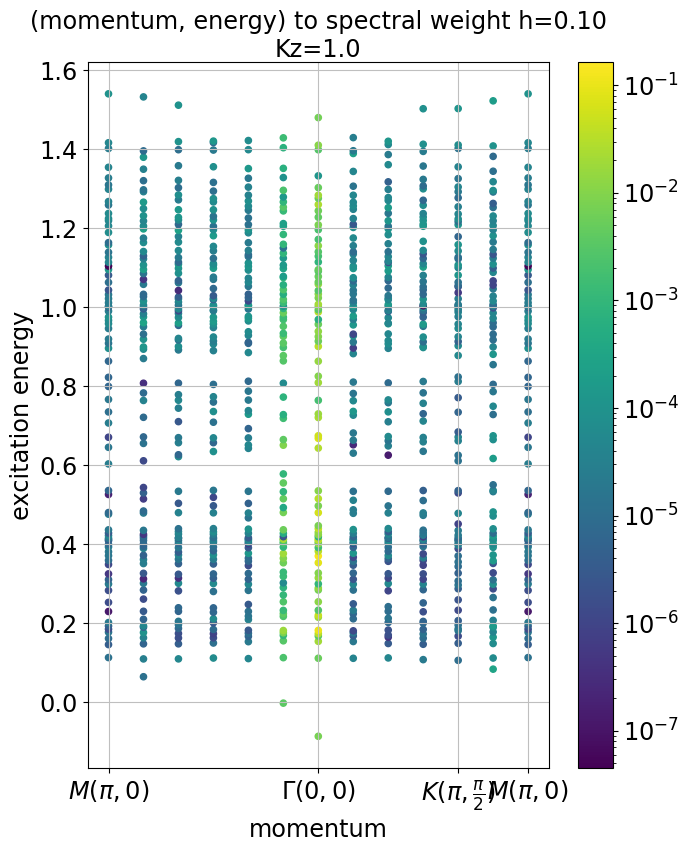 (momentum, energy) to spectral weight h=0.10
Kz=1.0
1.6
1.4
1.2
1.0
0.8
0.6
0.4
0.2
0.0
excitation energy
M(π, 0)
Γ(0, 0)
K(π, π/2)
M(π, 0)
momentum
10⁻¹
10⁻²
10⁻³
10⁻⁴
10⁻⁵
10⁻⁶
10⁻⁷